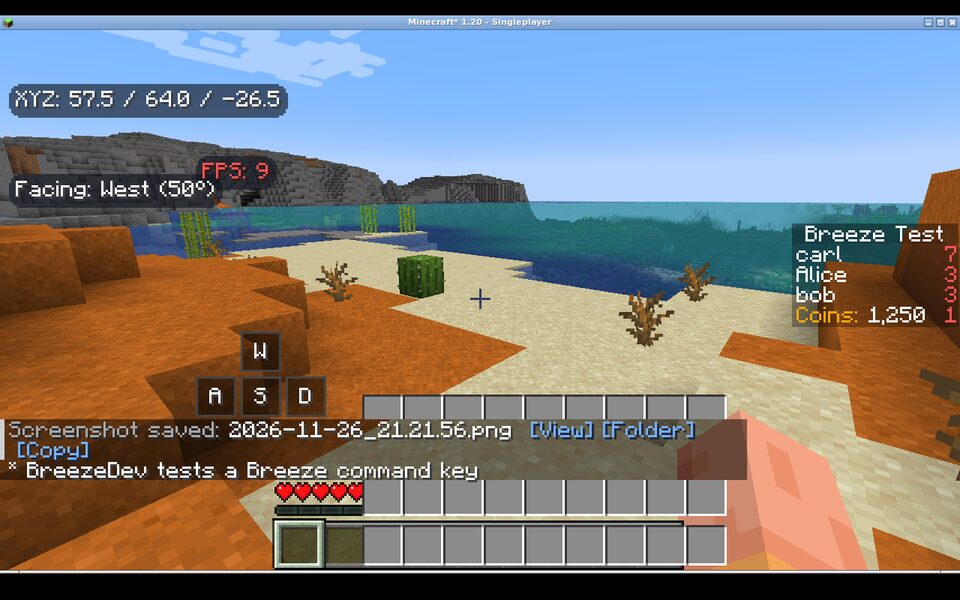 Minecraft* 1.20 - Singleplayer
XYZ: 57.5 / 64.0 / -26.5
FPS: 9
Facing: West (50°)
Breeze Test
carl 7
Alice 3
bob 3
Coins: 1,250 1
W
A S D
Screenshot saved: 2026-11-26_21.21.56.png [View] [Folder]
[Copy]
* BreezeDev tests a Breeze command key